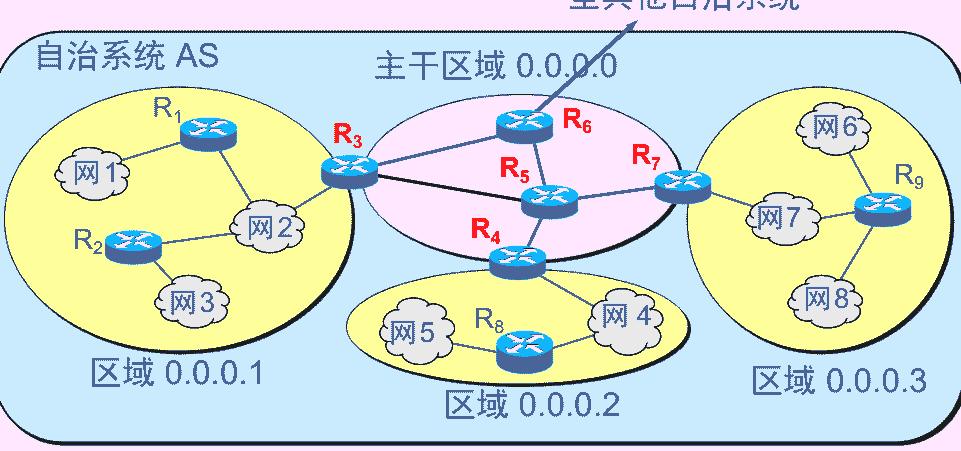 自治系统 AS
主干区域 0.0.0.0
R1
R3
R6
网6
网1
R5
R7
R9
R2
网2
R4
网7
网3
网5
R8
网 4
网8
区域 0.0.0.1
区域 0.0.0.2
区域 0.0.0.3